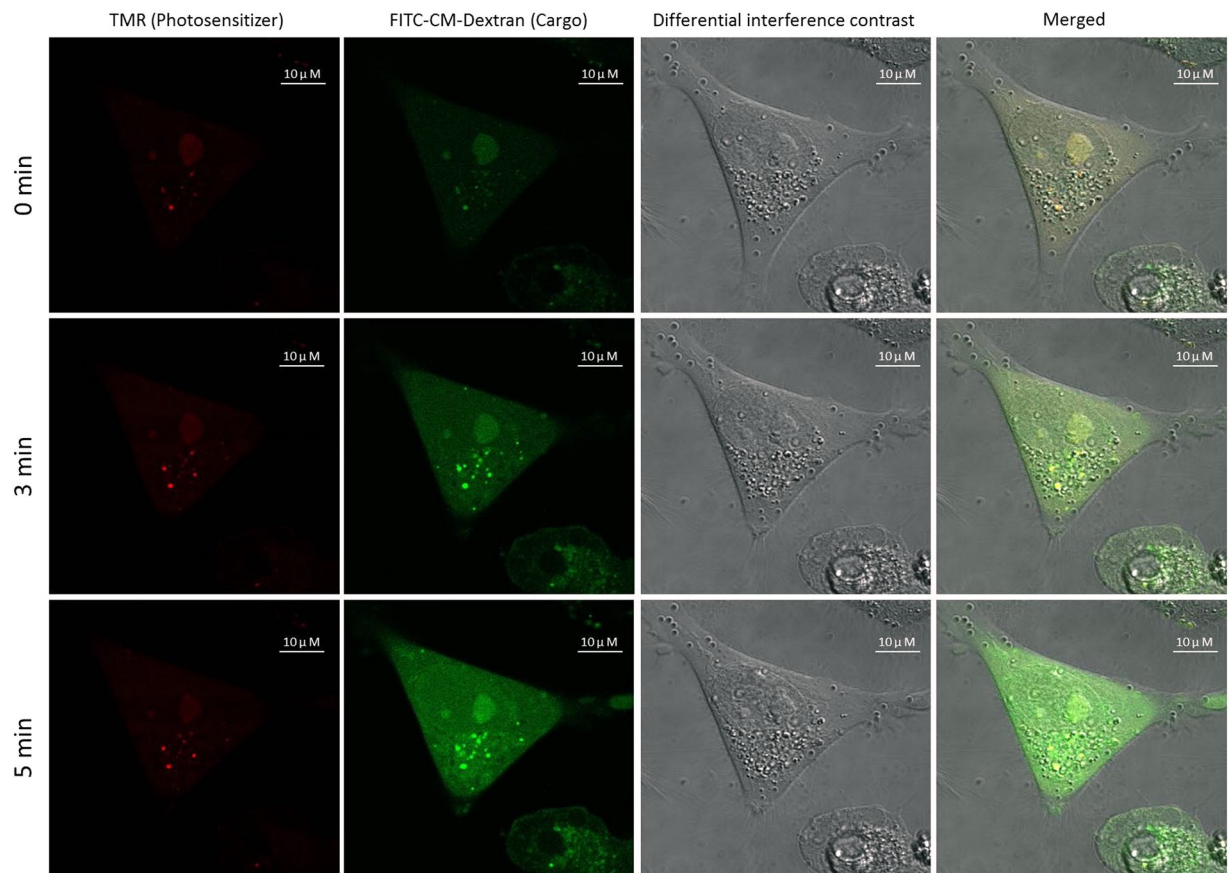 TMR (Photosensitizer) FITC-CM-Dextran (Cargo) Differential interference contrast Merged
0 min
10 μ M 10 μ M 10 μ M 10 μ M
3 min
10 μ M 10 μ M 10 μ M 10 μ M
5 min
10 μ M 10 μ M 10 μ M 10 μ M